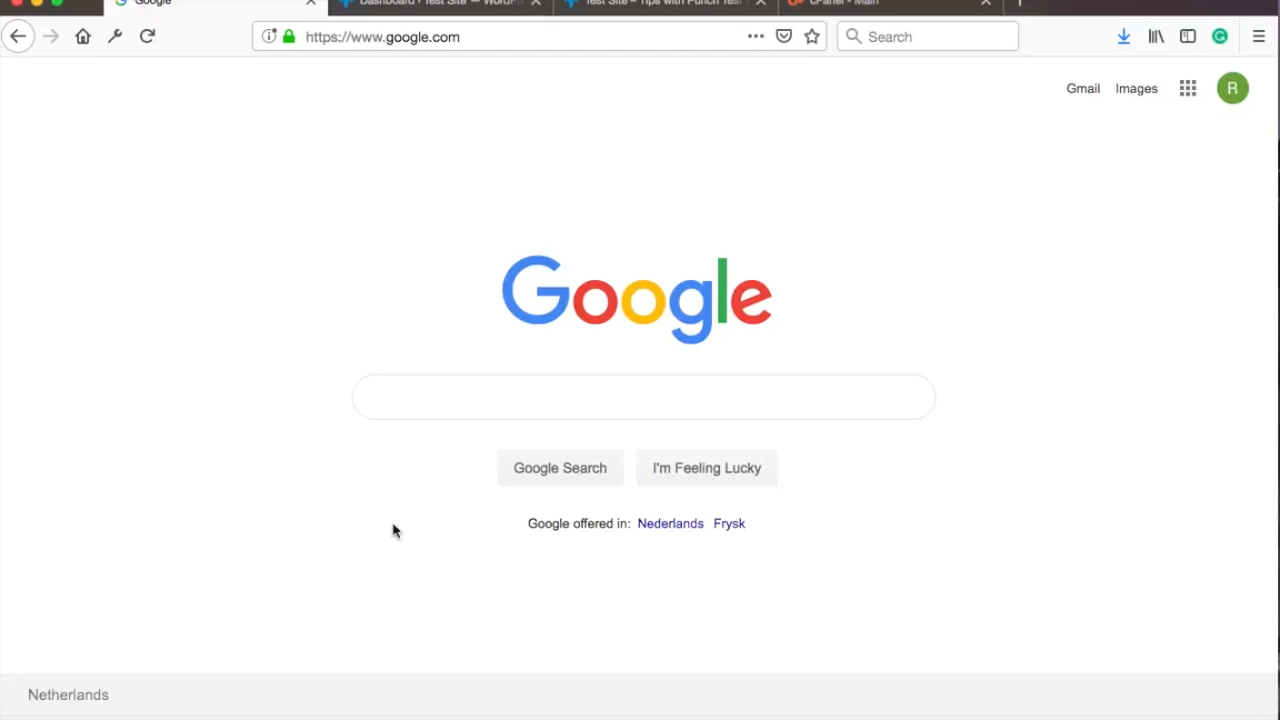 Google
Dashboard ‹ Test Site — WordPr
Test Site – Tips with Punch Test
cPanel - Main
https://www.google.com
Search
Gmail Images R
Google
Google Search I'm Feeling Lucky
Google offered in: Nederlands Frysk
Netherlands